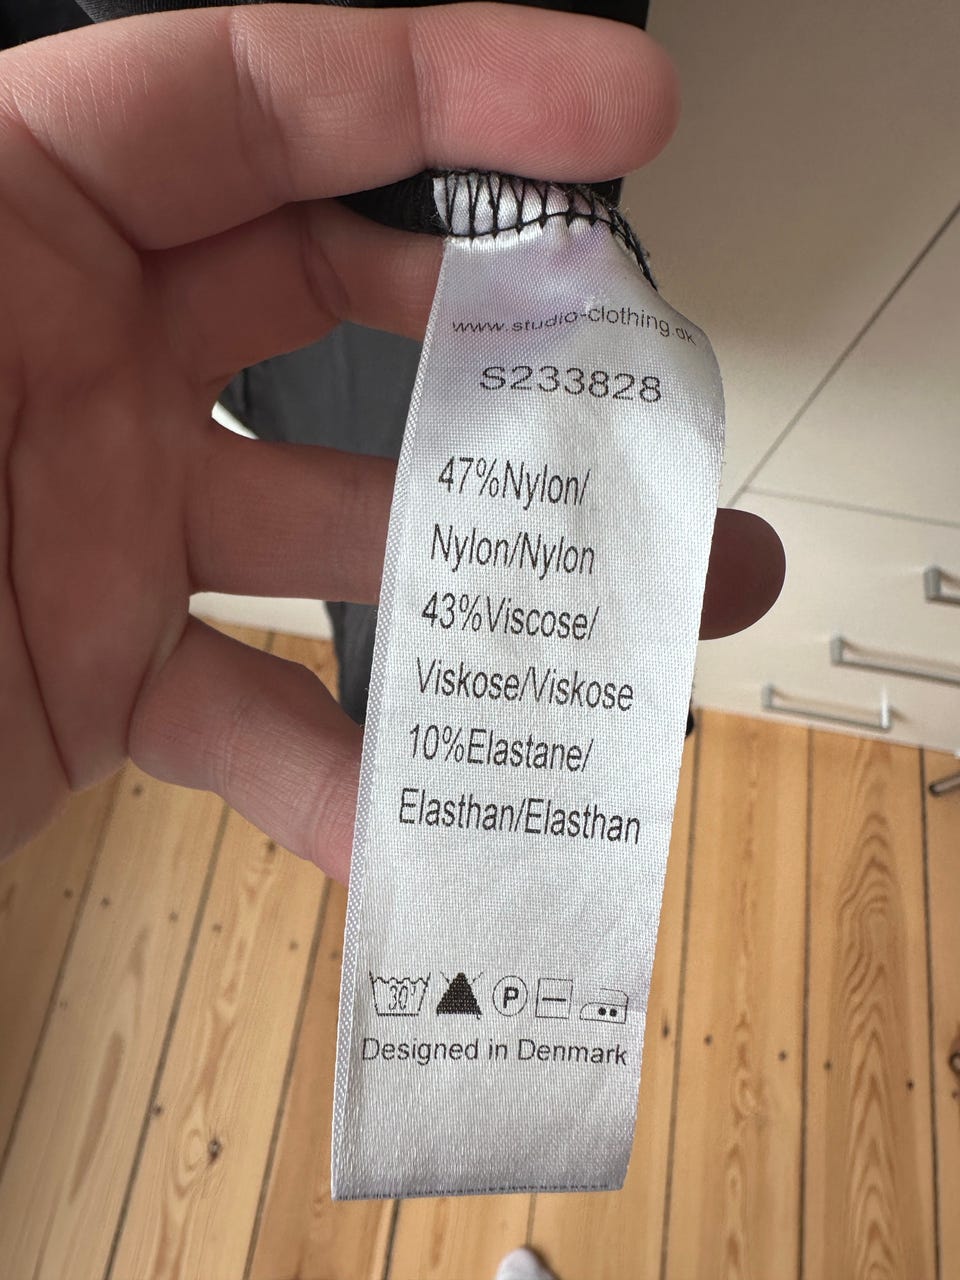 www.studio-clothing.dk
S233828
47%Nylon/
Nylon/Nylon
43%Viscose/
Viskose/Viskose
10%Elastane/
Elasthan/Elasthan
30° P
Designed in Denmark